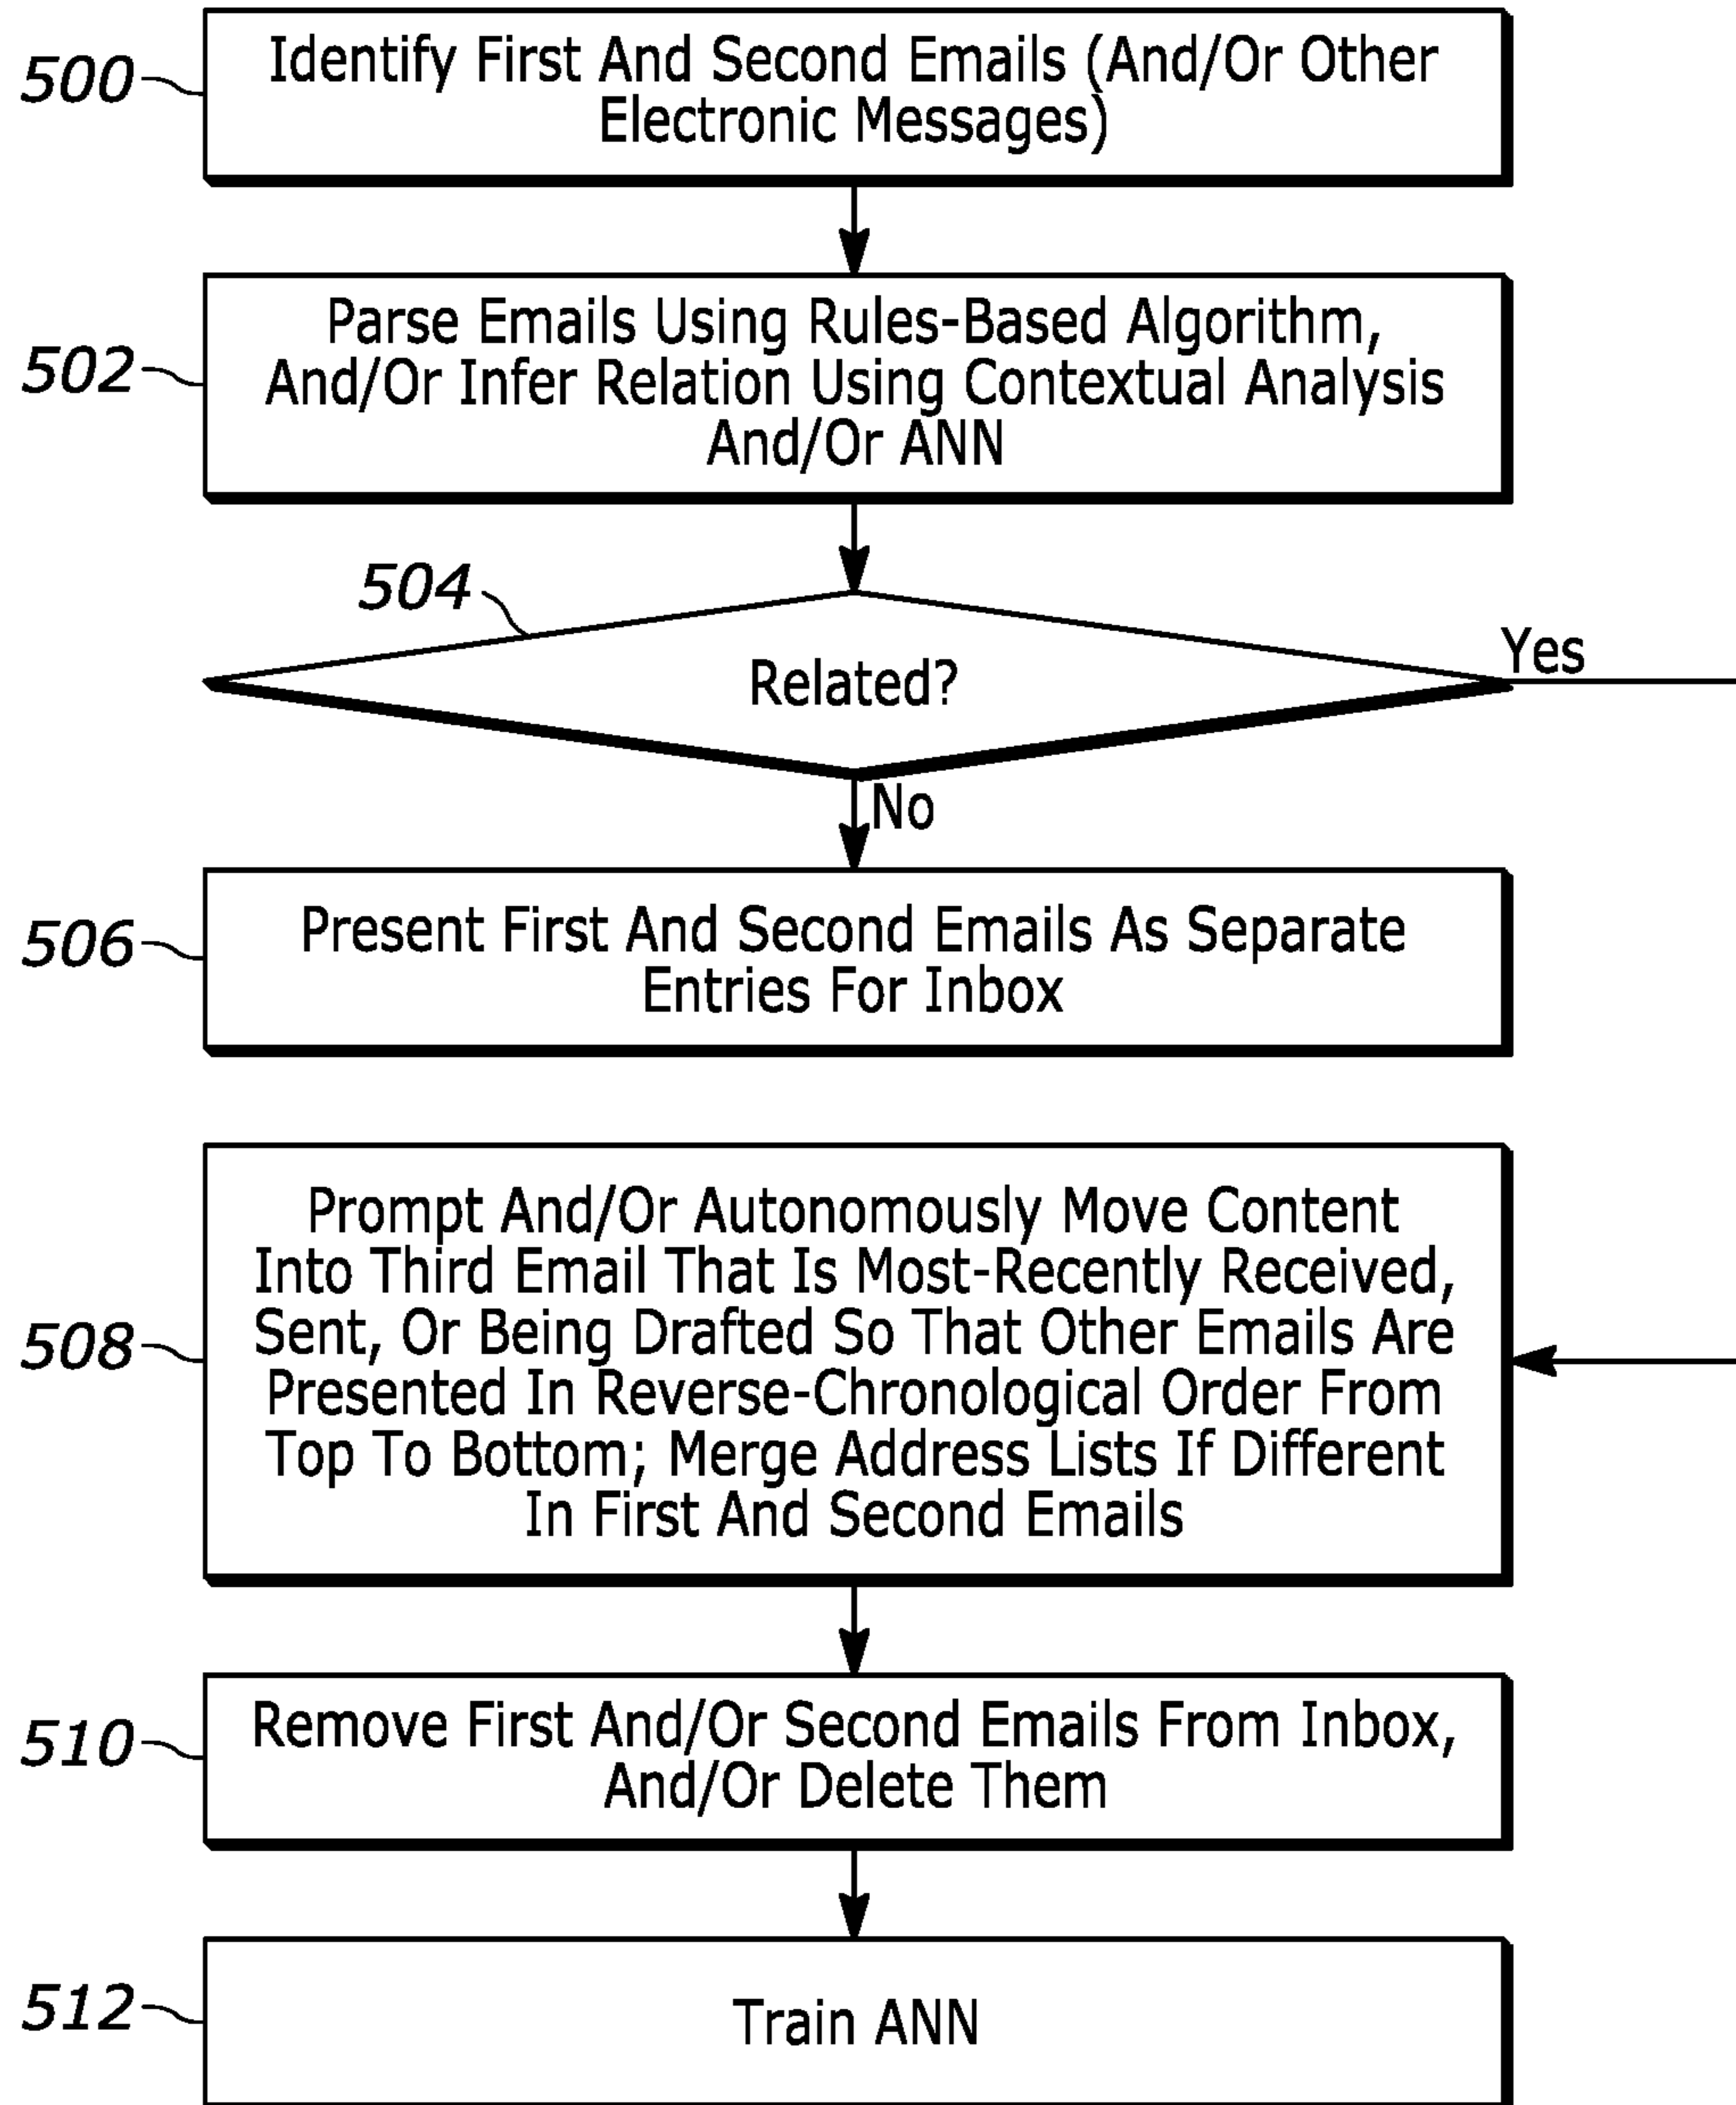 500
Identify First And Second Emails (And/Or Other
Electronic Messages)
502
Parse Emails Using Rules-Based Algorithm,
And/Or Infer Relation Using Contextual Analysis
And/Or ANN
504
Related?
Yes
No
506
Present First And Second Emails As Separate
Entries For Inbox
508
Prompt And/Or Autonomously Move Content
Into Third Email That Is Most-Recently Received,
Sent, Or Being Drafted So That Other Emails Are
Presented In Reverse-Chronological Order From
Top To Bottom; Merge Address Lists If Different
In First And Second Emails
510
Remove First And/Or Second Emails From Inbox,
And/Or Delete Them
512
Train ANN